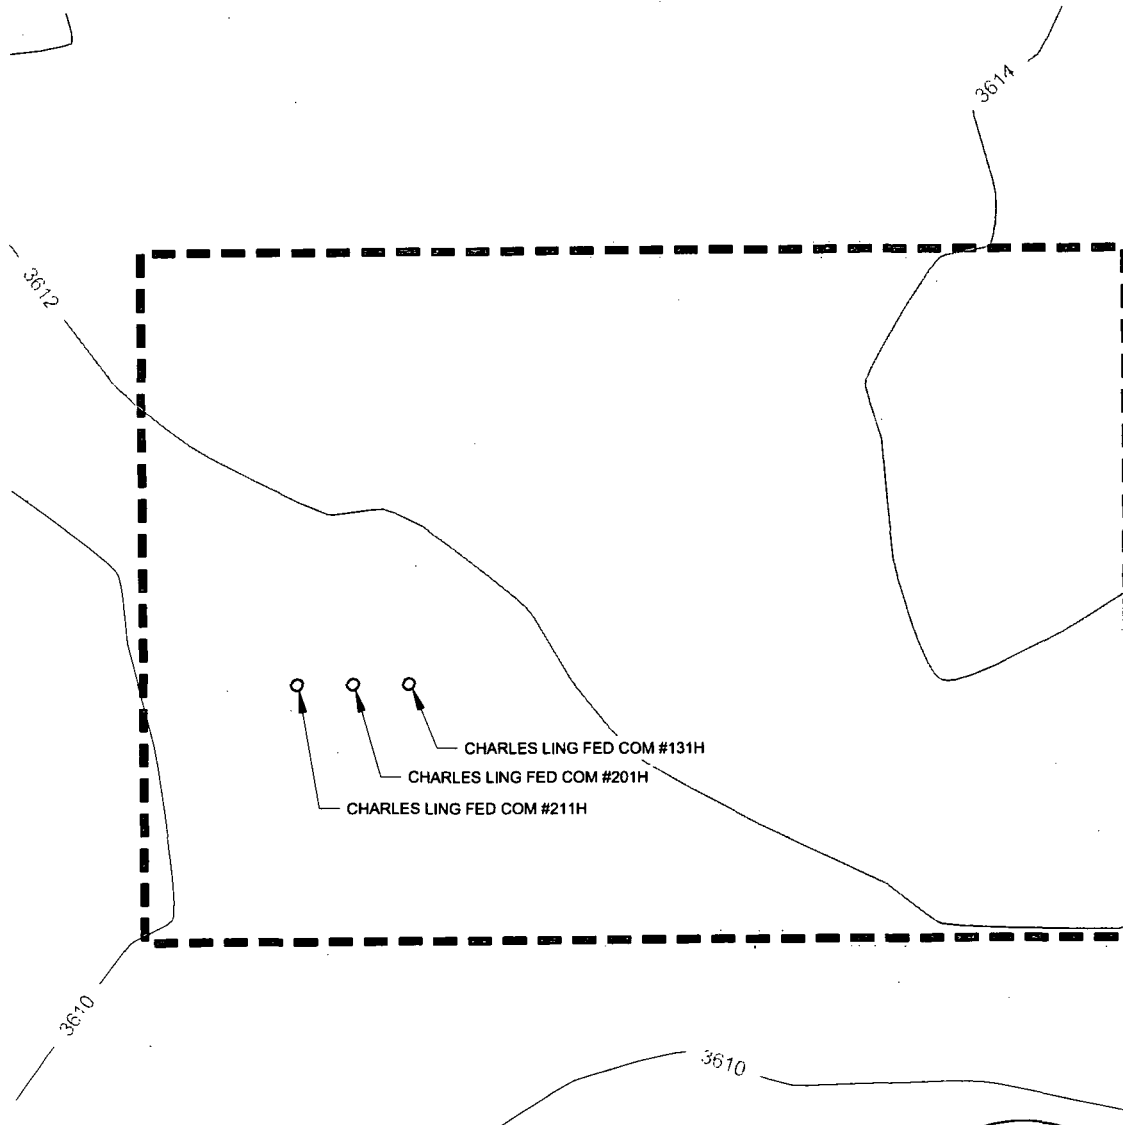 3614
3612
CHARLES LING FED COM #131H
CHARLES LING FED COM #201H
CHARLES LING FED COM #211H
3610
3610